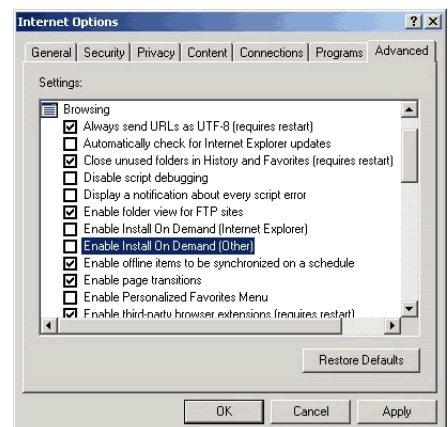 Internet Options
General Security Privacy Content Connections Programs Advanced
Settings:
Browsing
Always send URLs as UTF-8 (requires restart)
Automatically check for Internet Explorer updates
Close unused folders in History and Favorites (requires restart)
Disable script debugging
Display a notification about every script error
Enable folder view for FTP sites
Enable Install On Demand (Internet Explorer)
Enable Install On Demand (Other)
Enable offline items to be synchronized on a schedule
Enable page transitions
Enable Personalized Favorites Menu
Enable third-party browser extensions (requires restart)
Restore Defaults
OK Cancel Apply